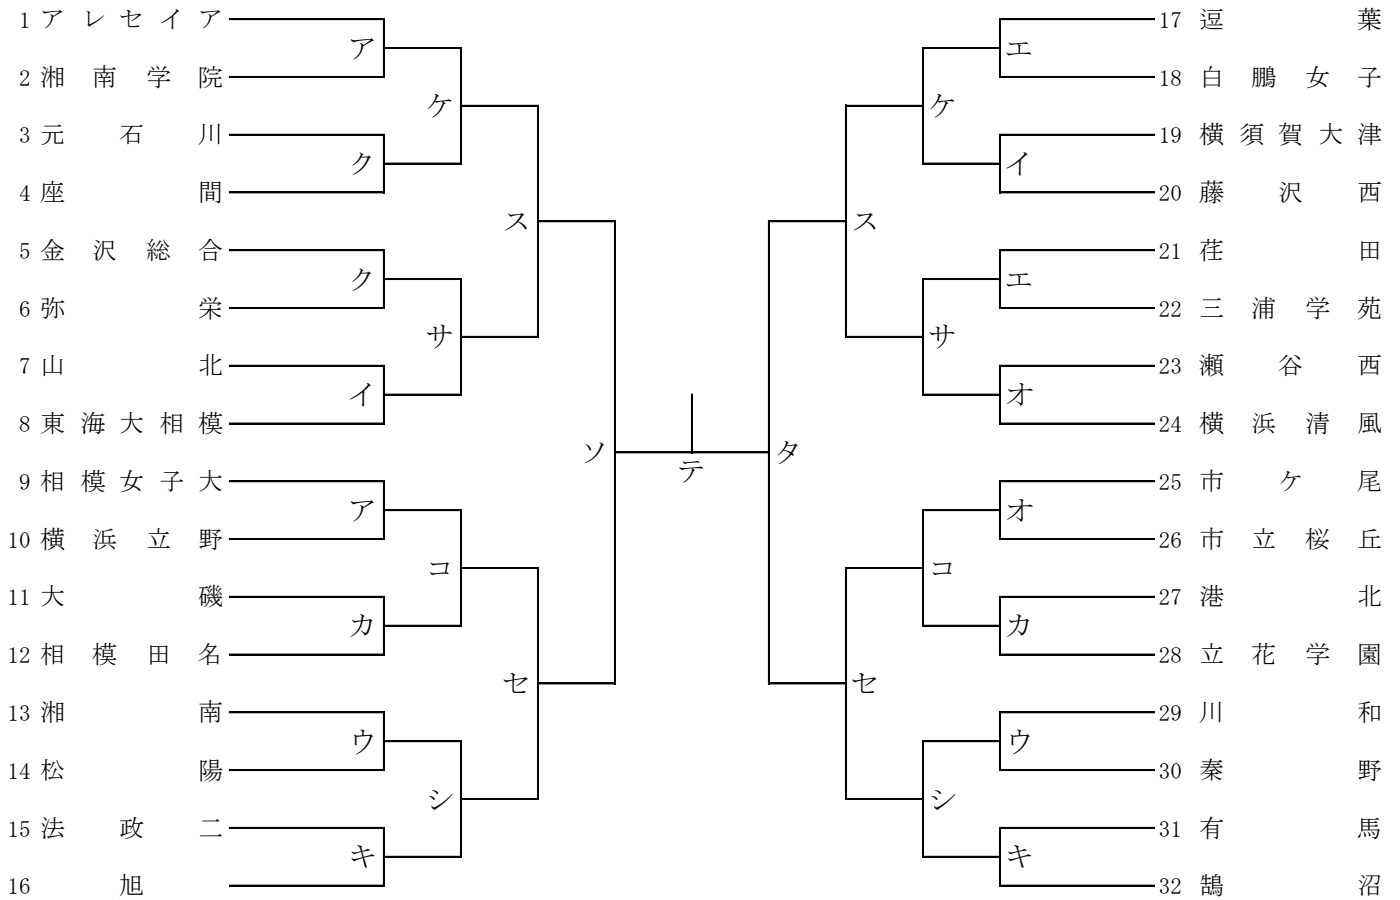 1 アレセイア
2 湘南学院
3 元石川
4 座間
5 金沢総合
6 弥栄
7 山北
8 東海大相模
9 相模女子大
10 横浜立野
11 大磯
12 相模田名
13 湘南
14 松陽
15 法政二
16 旭
ア
ク
ク
イ
ア
カ
ウ
キ
ケ
サ
コ
シ
ス
セ
ソ
テ
タ
ス
セ
ケ
サ
コ
シ
エ
イ
エ
オ
オ
カ
ウ
キ
17 逗葉
18 白鵬女子
19 横須賀大津
20 藤沢西
21 荏田
22 三浦学苑
23 瀬谷西
24 横浜清風
25 市ケ尾
26 市立桜丘
27 港北
28 立花学園
29 川和
30 秦野
31 有馬
32 鵠沼